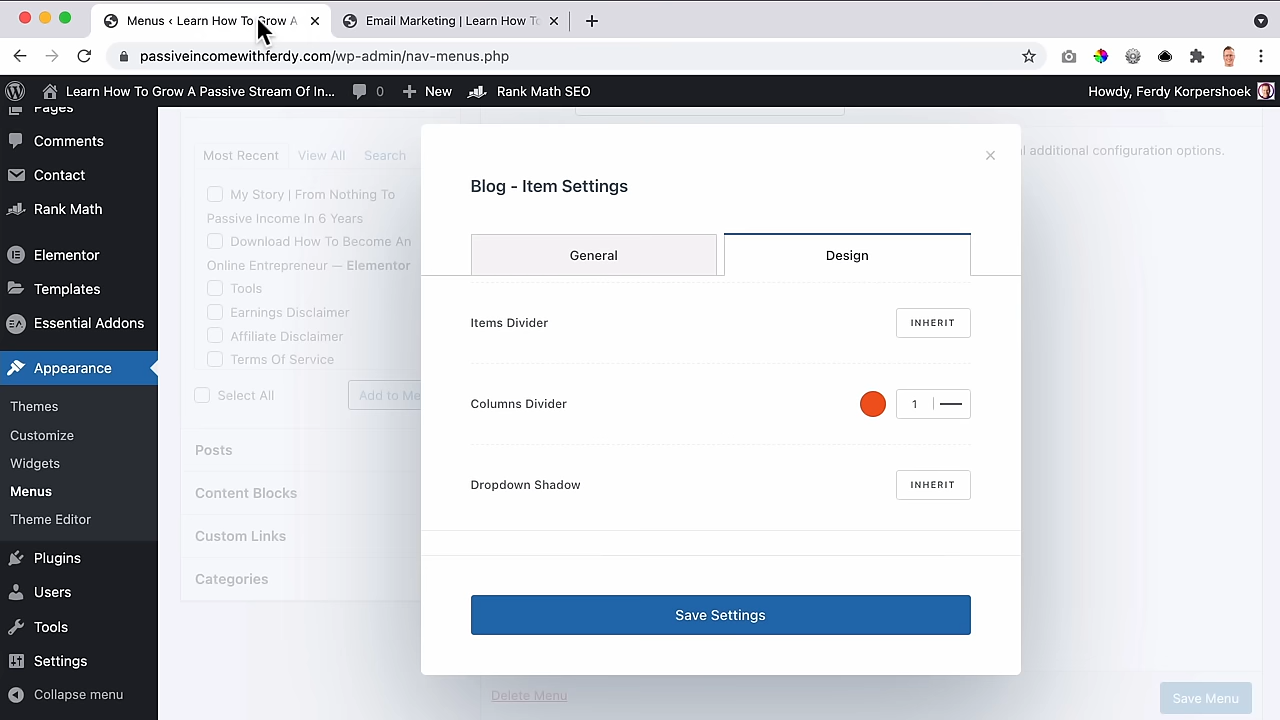 Menus ‹ Learn How To Grow A
Email Marketing | Learn How To
passiveincomewithferdy.com/wp-admin/nav-menus.php
Learn How To Grow A Passive Stream Of In...
0
New
Rank Math SEO
Howdy, Ferdy Korpershoek
Pages
Comments
Contact
Rank Math
Elementor
Templates
Essential Addons
Appearance
Themes
Customize
Widgets
Menus
Theme Editor
Plugins
Users
Tools
Settings
Collapse menu
Most Recent
View All
Search
My Story | From Nothing To
Passive Income In 6 Years
Download How To Become An
Online Entrepreneur — Elementor
Tools
Earnings Disclaimer
Affiliate Disclaimer
Terms Of Service
Select All
Add to Me
Posts
Content Blocks
Custom Links
Categories
additional configuration options.
Blog - Item Settings
General
Design
Items Divider
INHERIT
Columns Divider
1
Dropdown Shadow
INHERIT
Save Settings
Delete Menu
Save Menu